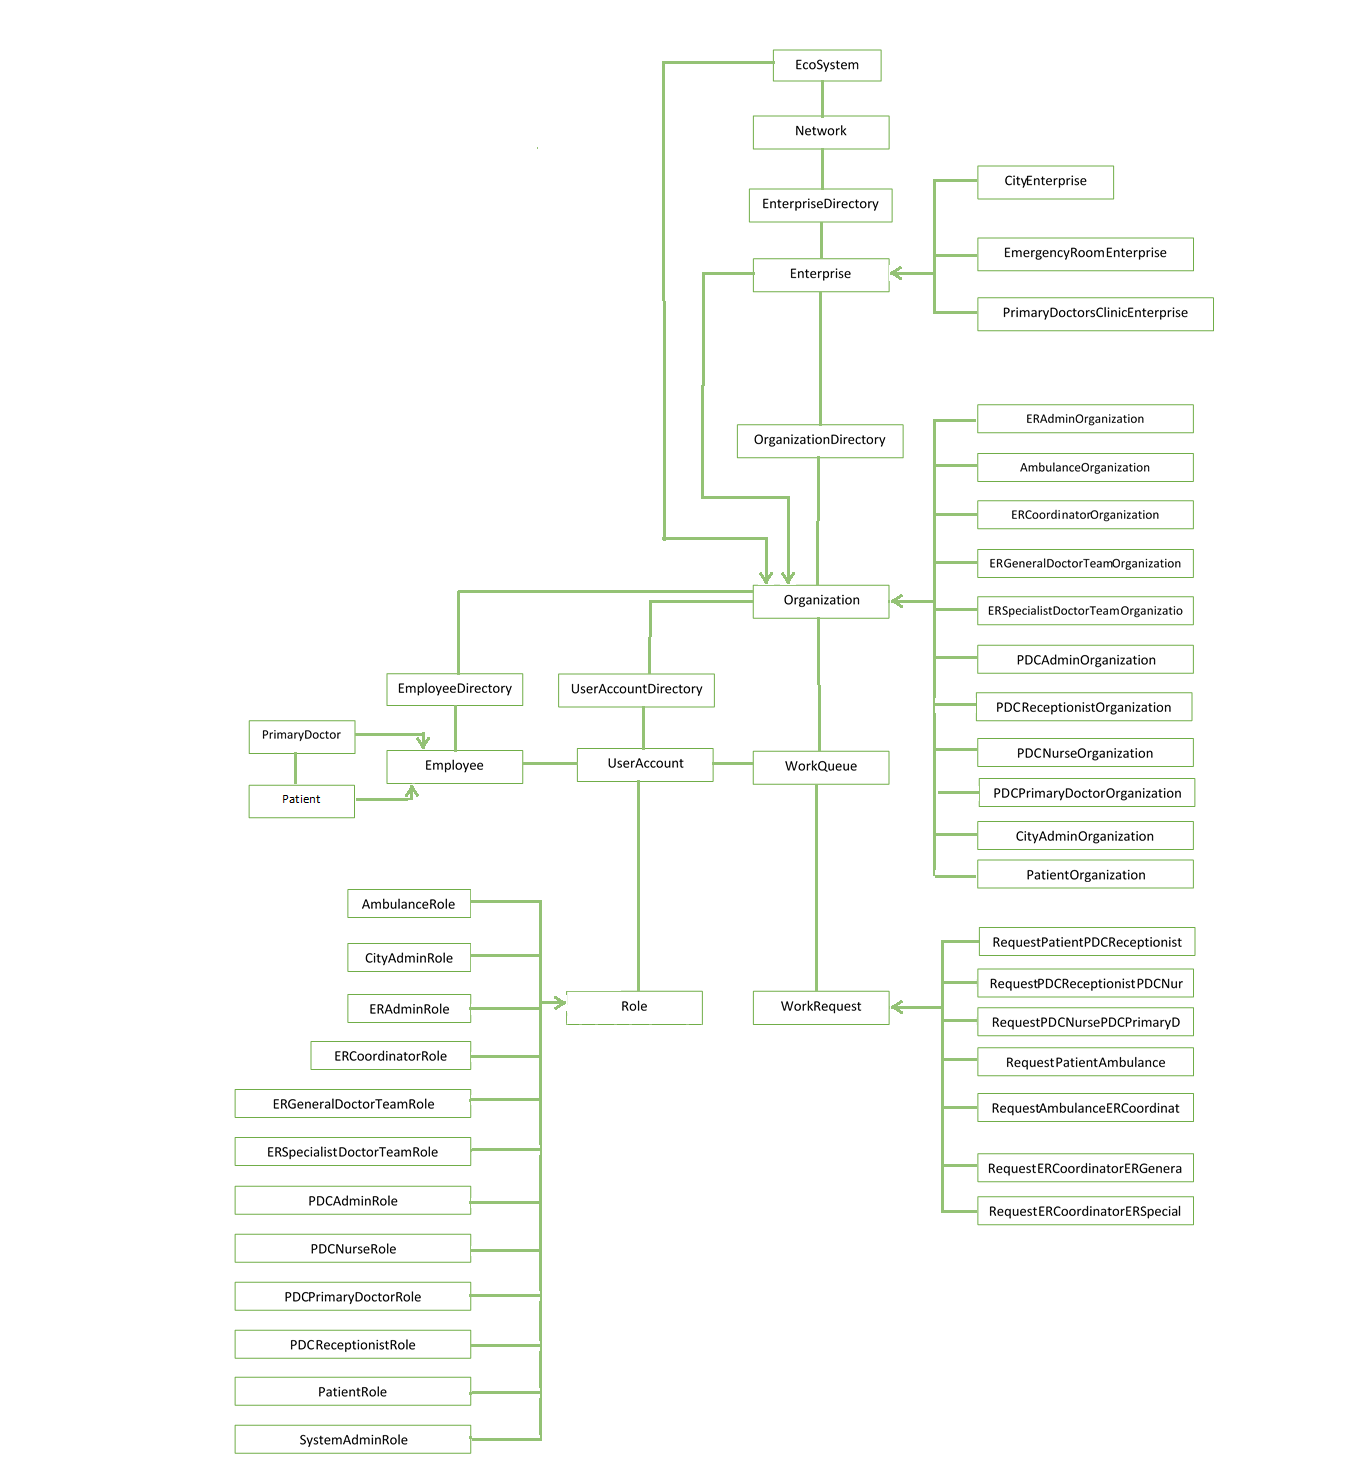 EcoSystem
Network
EnterpriseDirectory
Enterprise
CityEnterprise
EmergencyRoomEnterprise
PrimaryDoctorsClinicEnterprise
OrganizationDirectory
Organization
ERAdminOrganization
AmbulanceOrganization
ERCoordinatorOrganization
ERGeneralDoctorTeamOrganization
ERSpecialistDoctorTeamOrganizatio
PDCAdminOrganization
PDCReceptionistOrganization
PDCNurseOrganization
PDCPrimaryDoctorOrganization
CityAdminOrganization
PatientOrganization
EmployeeDirectory
UserAccountDirectory
PrimaryDoctor
Patient
Employee
UserAccount
WorkQueue
AmbulanceRole
CityAdminRole
ERAdminRole
ERCoordinatorRole
ERGeneralDoctorTeamRole
ERSpecialistDoctorTeamRole
PDCAdminRole
PDCNurseRole
PDCPrimaryDoctorRole
PDCReceptionistRole
PatientRole
SystemAdminRole
Role
WorkRequest
RequestPatientPDCReceptionist
RequestPDCReceptionistPDCNur
RequestPDCNursePDCPrimaryD
RequestPatientAmbulance
RequestAmbulanceERCoordinat
RequestERCoordinatorERGenera
RequestERCoordinatorERSpecial